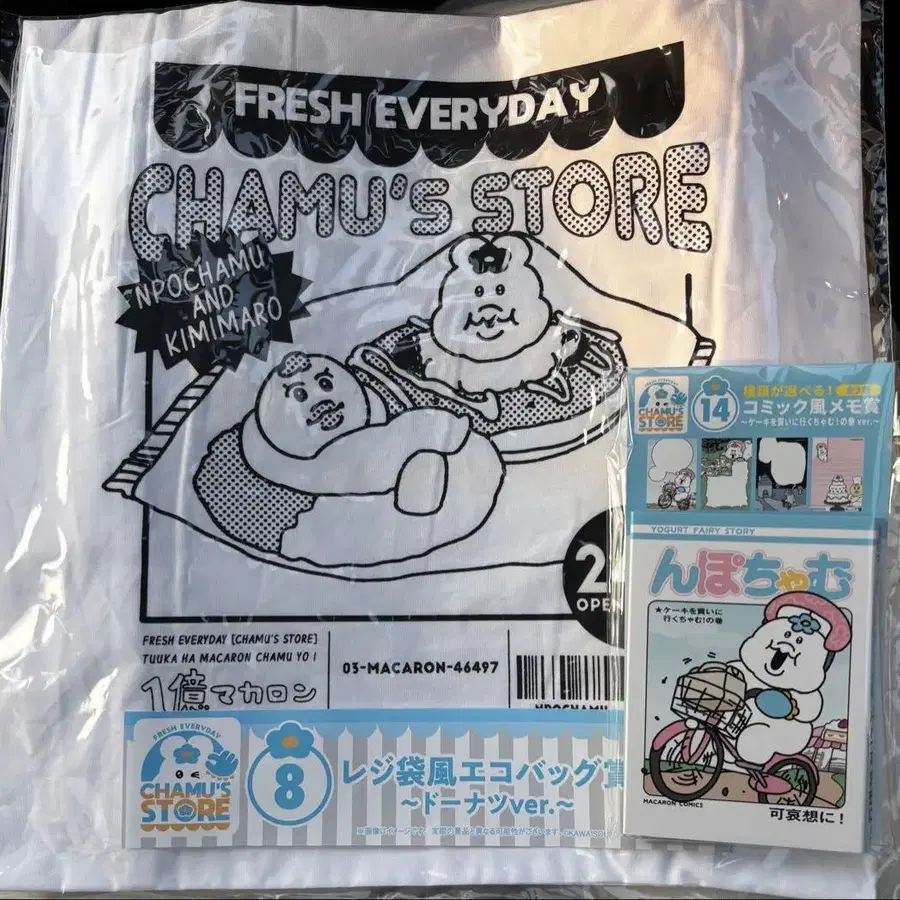 FRESH EVERYDAY
CHAMU'S STORE
NPOCHAMU
AND
KIMIMARO
2
OPEN
FRESH EVERYDAY [CHAMU'S STORE]
TUUKA HA MACARON CHAMU YO!
1億マカロン
03-MACARON-46497
NPOCHAMU
FRESH EVERYDAY
CHAMU'S
STORE
8
レジ袋風エコバッグ賞
～ドーナツver.～
CHAMU'S
STORE
14
種類が選べる!
コミック風メモ賞
～ケーキを買いに行くちゃむ!の巻ver.～
YOGURT FAIRY STORY
んぽちゃむ
★ケーキを買いに
行くちゃむ!の巻
MACARON COMICS
可哀想に!